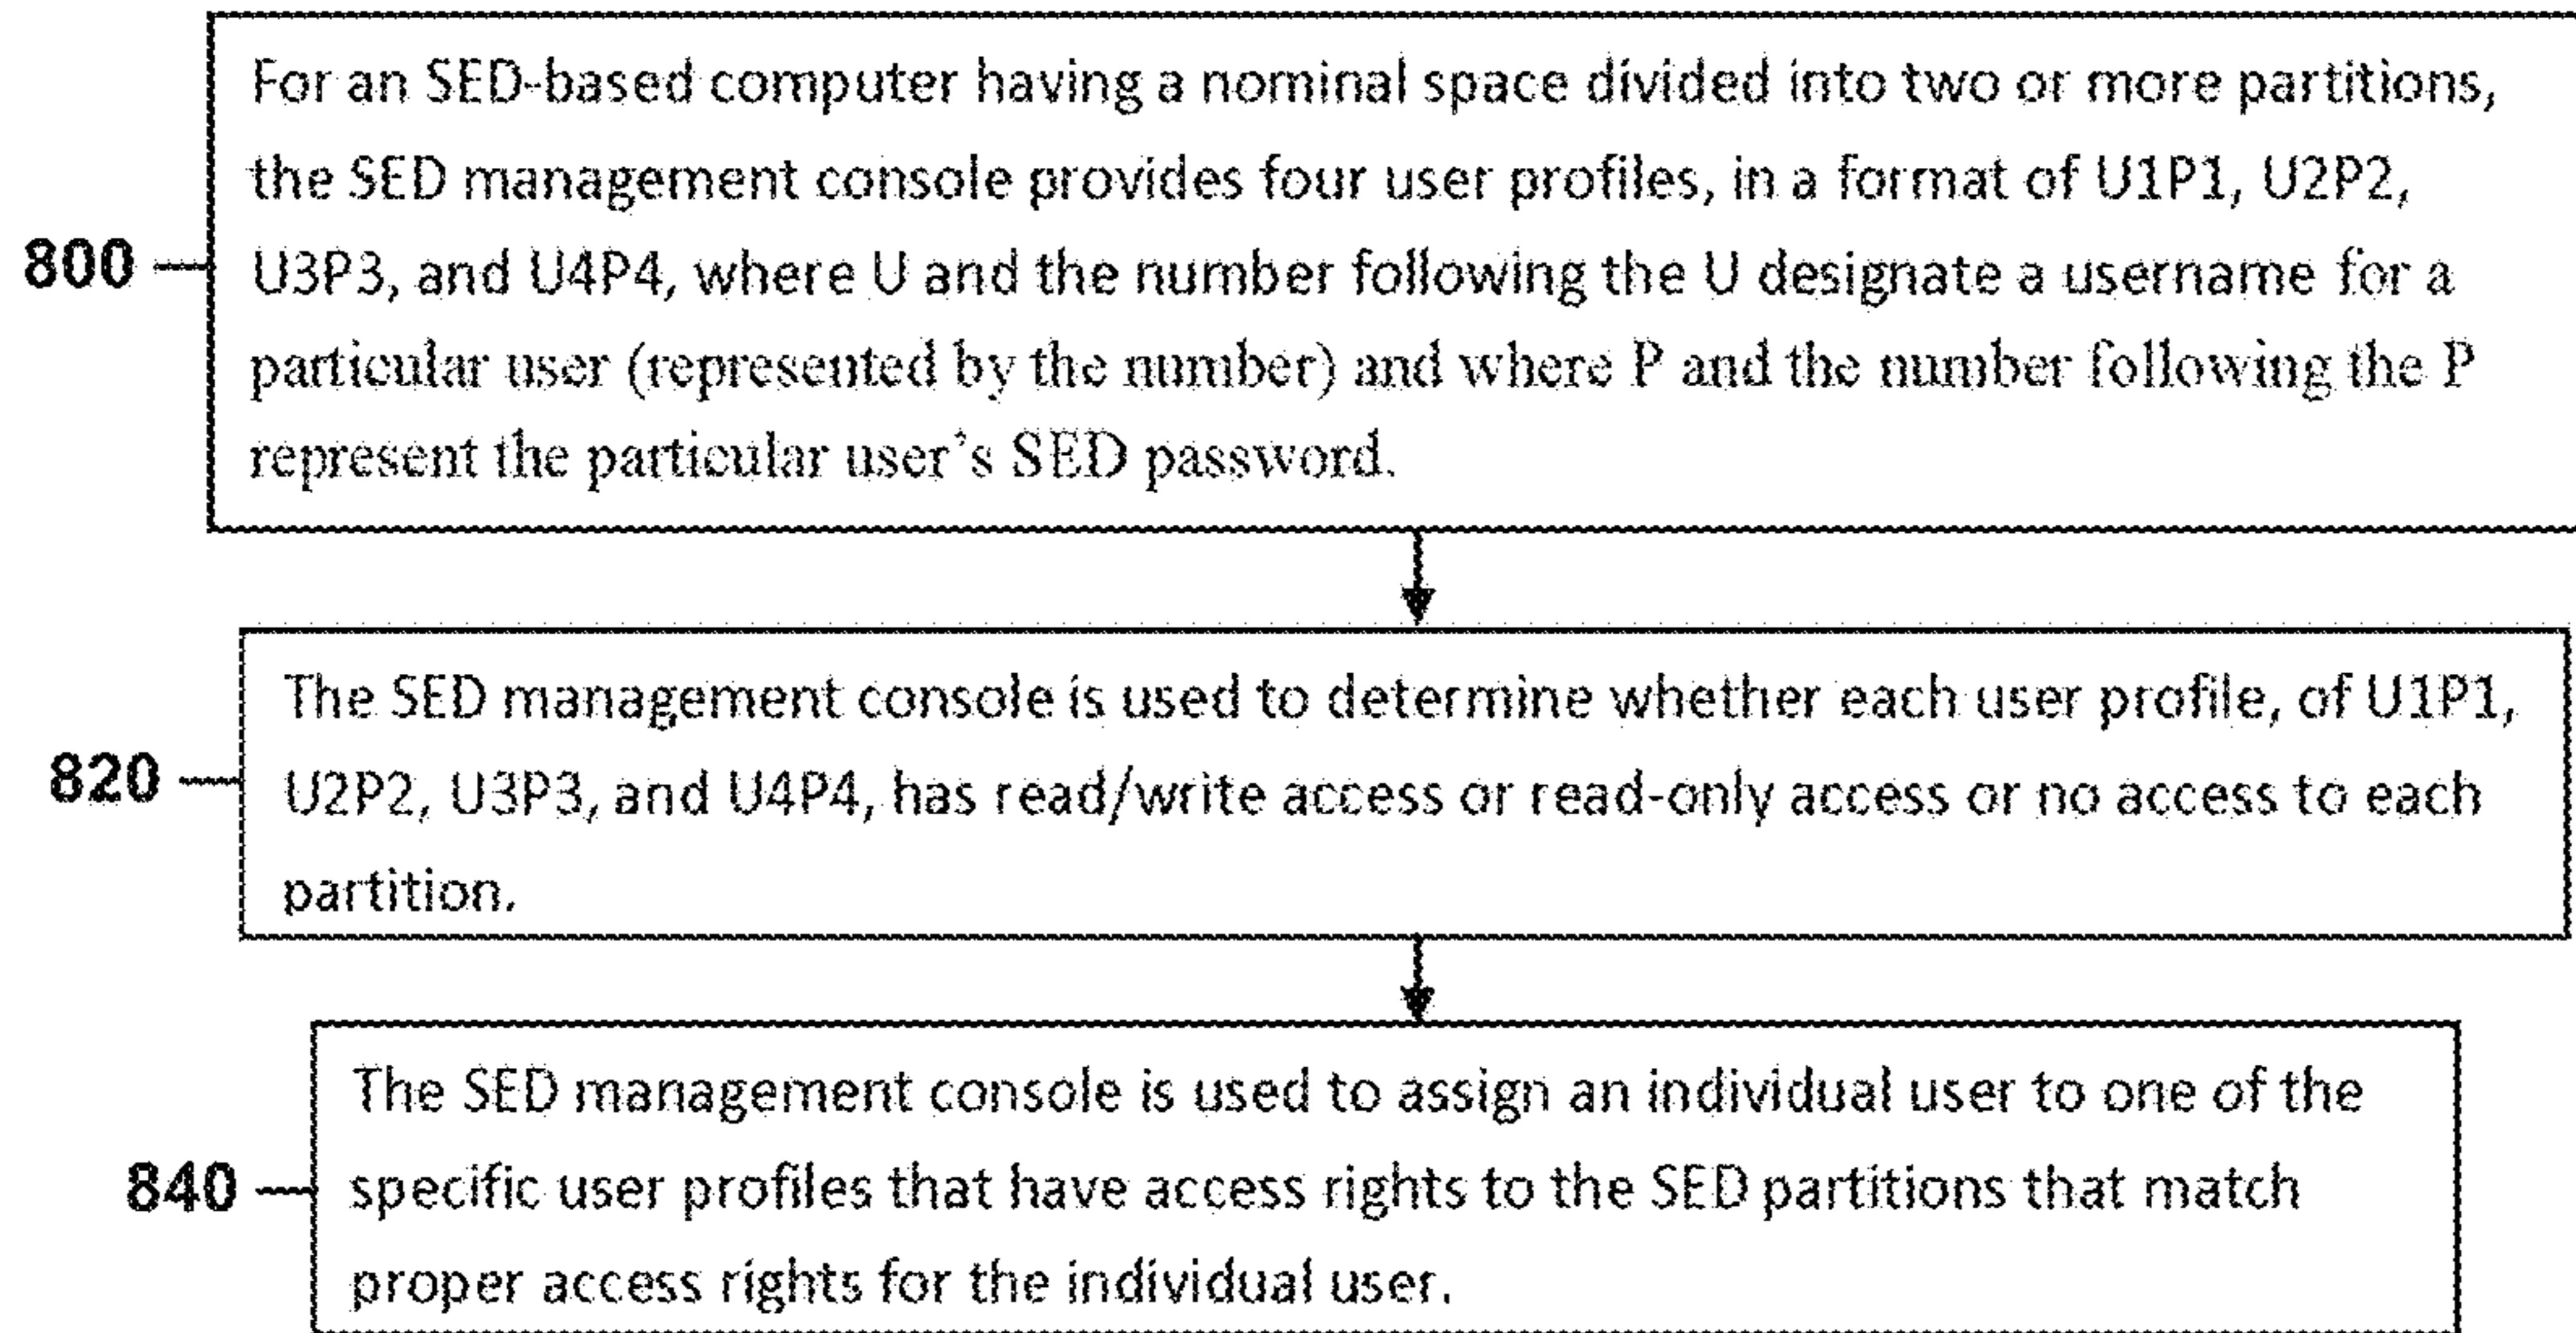 For an SED-based computer having a nominal space divided into two or more partitions,
the SED management console provides four user profiles, in a format of U1P1, U2P2,
800 U3P3, and U4P4, where U and the number following the U designate a username for a
particular user (represented by the number) and where P and the number following the P
represent the particular user's SED password.
The SED management console is used to determine whether each user profile, of U1P1,
820 U2P2, U3P3, and U4P4, has read/write access or read-only access or no access to each
partition.
The SED management console is used to assign an individual user to one of the
840 specific user profiles that have access rights to the SED partitions that match
proper access rights for the individual user.